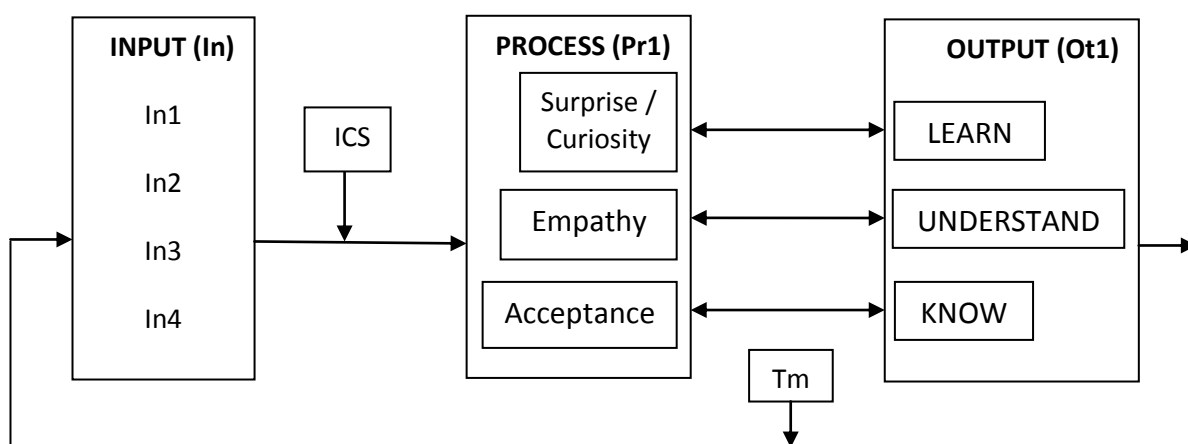 INPUT (In)
In1
In2
In3
In4
ICS
PROCESS (Pr1)
Surprise /
Curiosity
Empathy
Acceptance
OUTPUT (Ot1)
LEARN
UNDERSTAND
KNOW
Tm